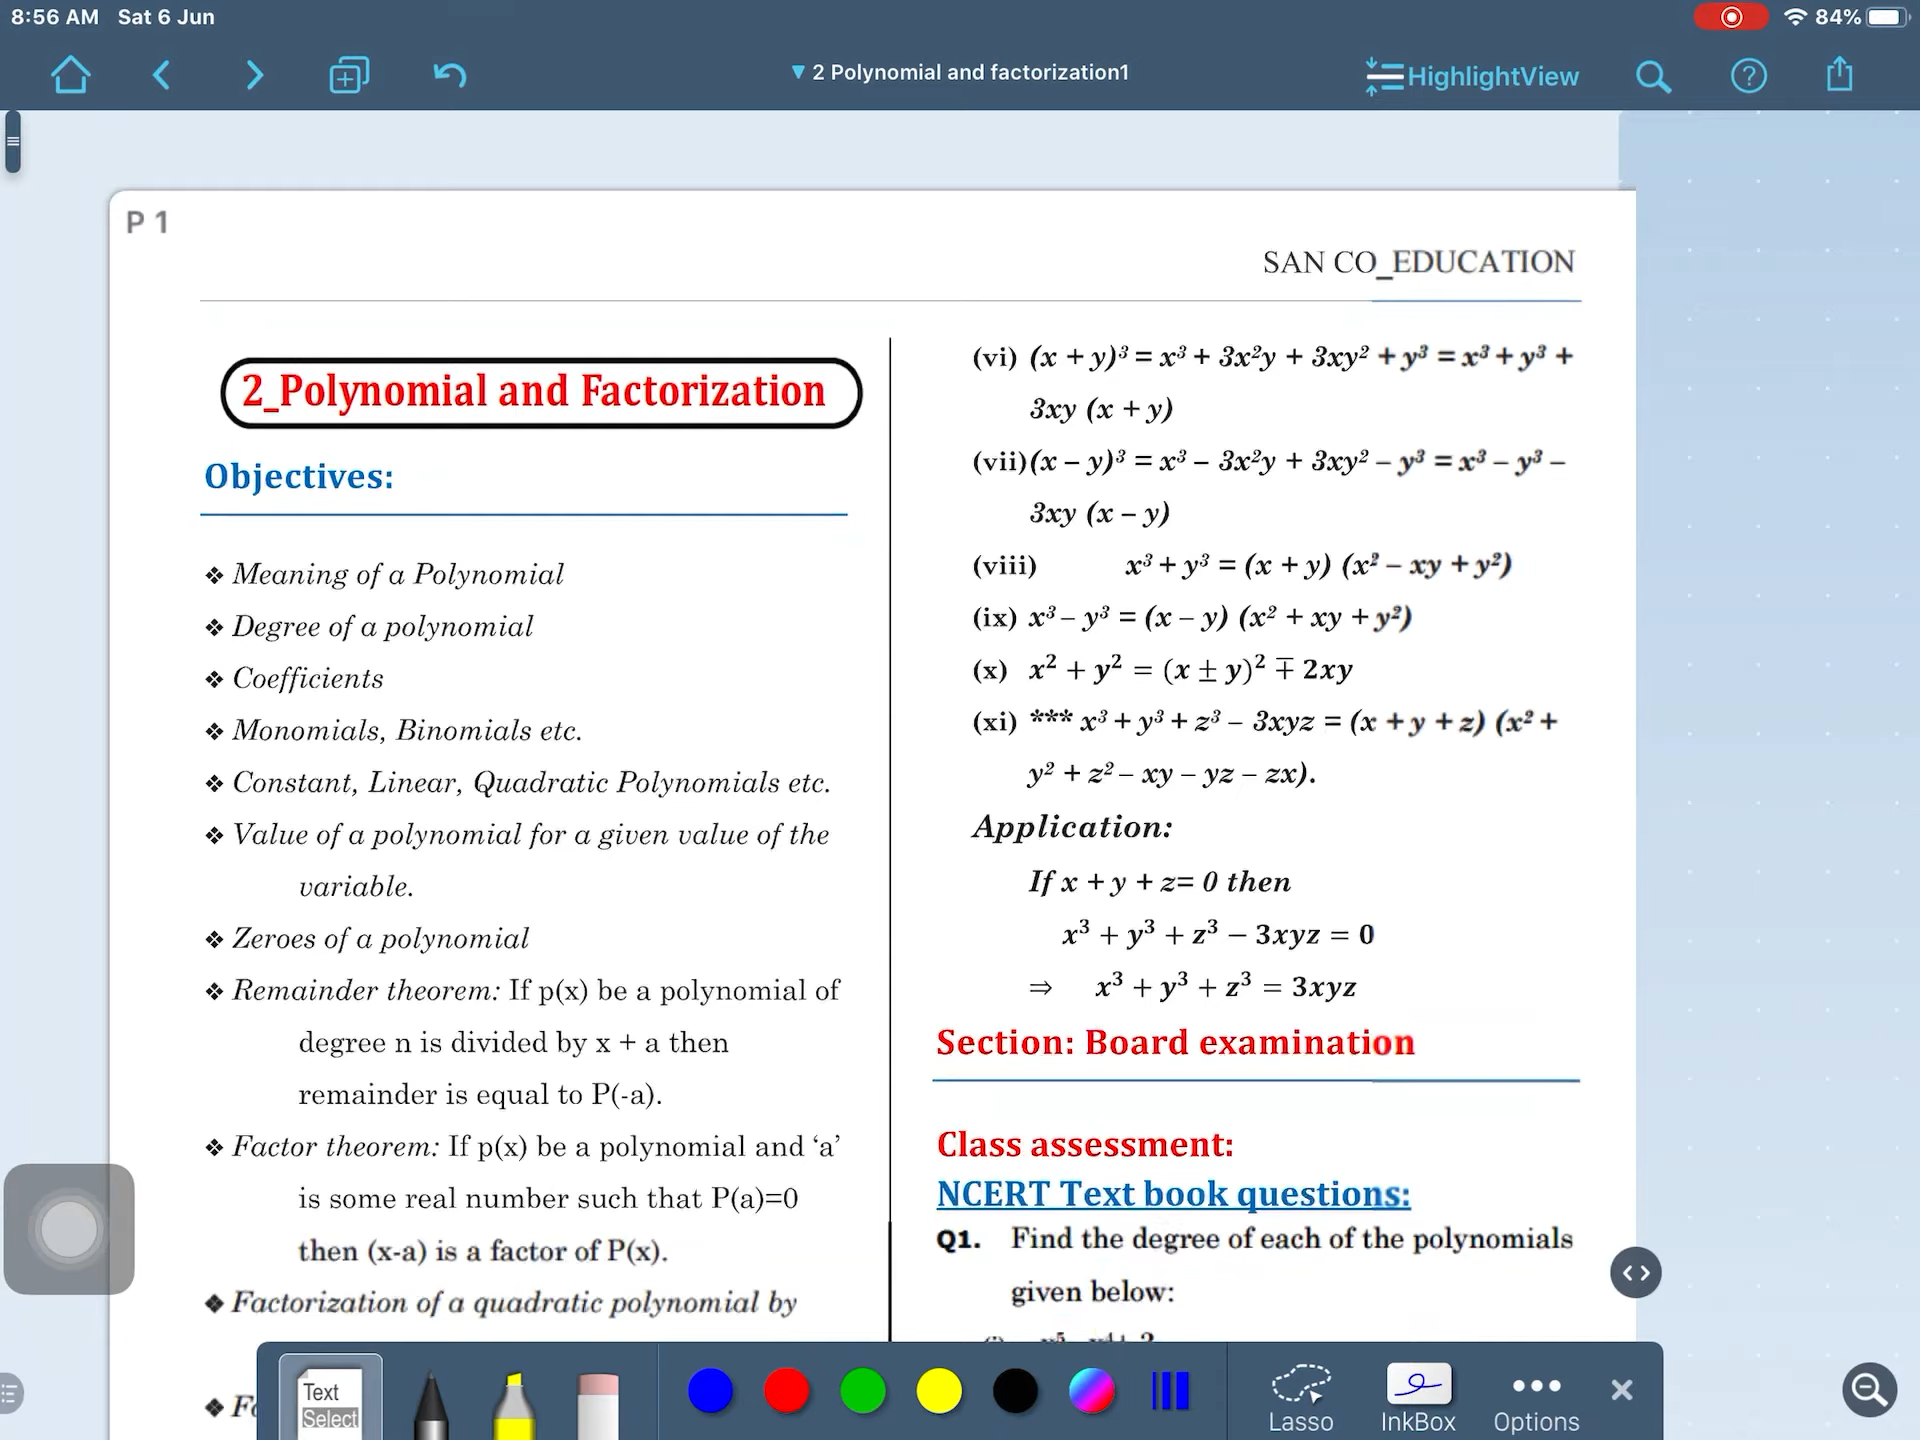 8:56 AM Sat 6 Jun
84%
▼ 2 Polynomial and factorization1
HighlightView
P 1
SAN CO_EDUCATION
2_Polynomial and Factorization
Objectives:
❖ Meaning of a Polynomial
❖ Degree of a polynomial
❖ Coefficients
❖ Monomials, Binomials etc.
❖ Constant, Linear, Quadratic Polynomials etc.
❖ Value of a polynomial for a given value of the
variable.
❖ Zeroes of a polynomial
❖ Remainder theorem: If p(x) be a polynomial of
degree n is divided by x + a then
remainder is equal to P(-a).
❖ Factor theorem: If p(x) be a polynomial and ‘a’
is some real number such that P(a)=0
then (x-a) is a factor of P(x).
❖ Factorization of a quadratic polynomial by
(vi) (x + y)³ = x³ + 3x²y + 3xy² + y³ = x³ + y³ +
3xy (x + y)
(vii)(x – y)³ = x³ – 3x²y + 3xy² – y³ = x³ – y³ –
3xy (x – y)
(viii) x³ + y³ = (x + y) (x² – xy + y²)
(ix) x³ – y³ = (x – y) (x² + xy + y²)
(x) x² + y² = (x ± y)² ∓ 2xy
(xi) *** x³ + y³ + z³ – 3xyz = (x + y + z) (x² +
y² + z² – xy – yz – zx).
Application:
If x + y + z= 0 then
x³ + y³ + z³ − 3xyz = 0
⇒ x³ + y³ + z³ = 3xyz
Section: Board examination
Class assessment:
NCERT Text book questions:
Q1. Find the degree of each of the polynomials
given below:
Text
Select
Lasso
InkBox
Options